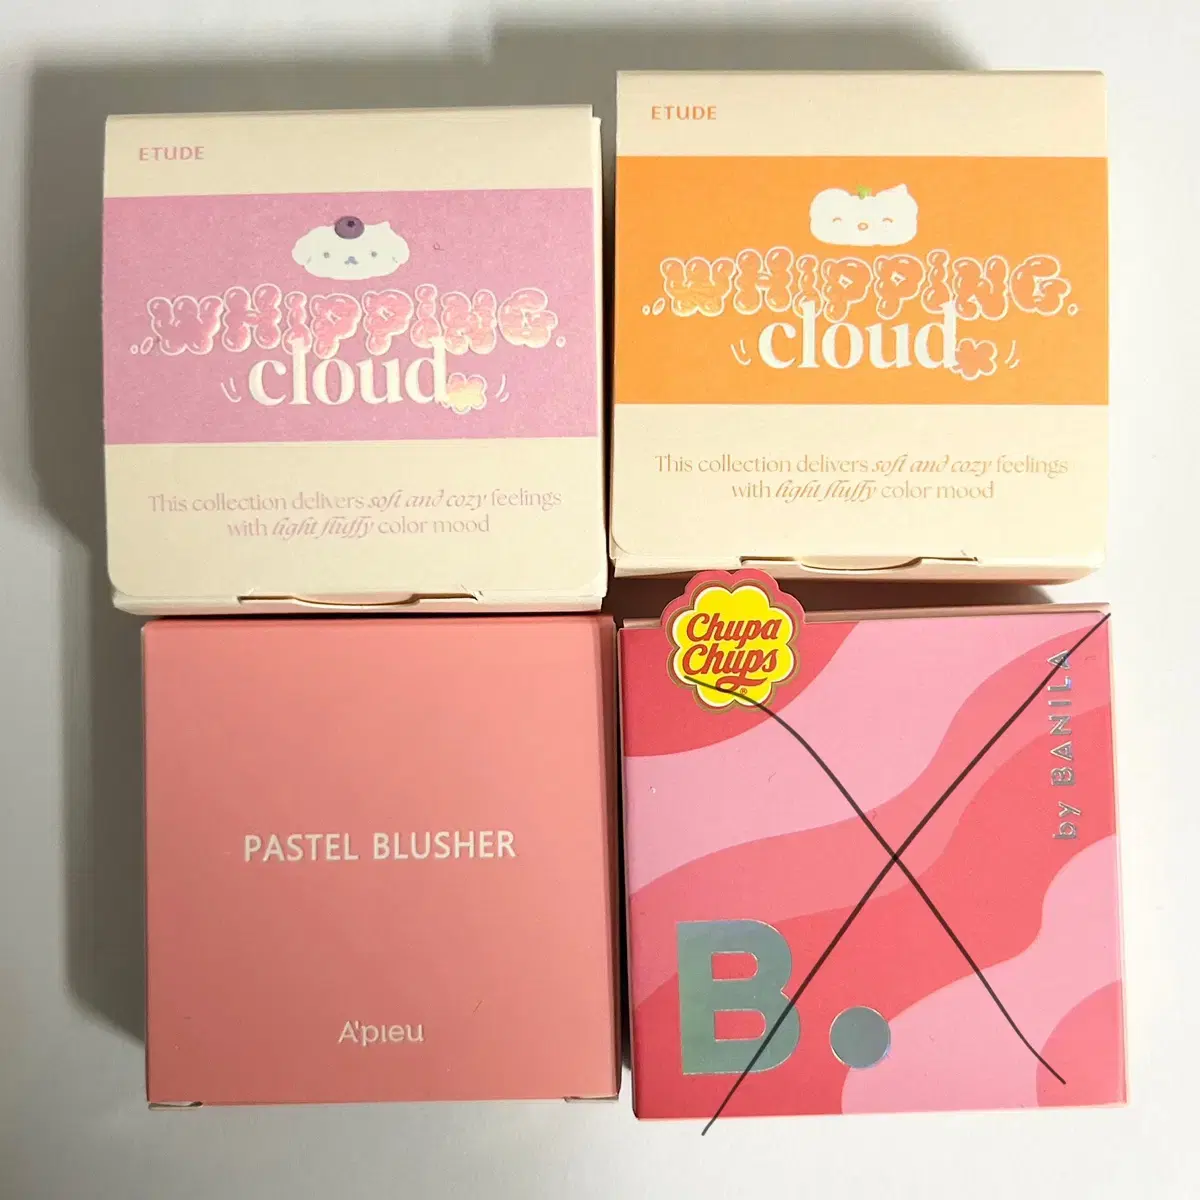 ETUDE
WHIPPING
cloud
This collection delivers soft and cozy feelings
with light fluffy color mood
ETUDE
WHIPPING
cloud
This collection delivers soft and cozy feelings
with light fluffy color mood
PASTEL BLUSHER
A'pieu
Chupa
Chups
®
by BANILA
B.